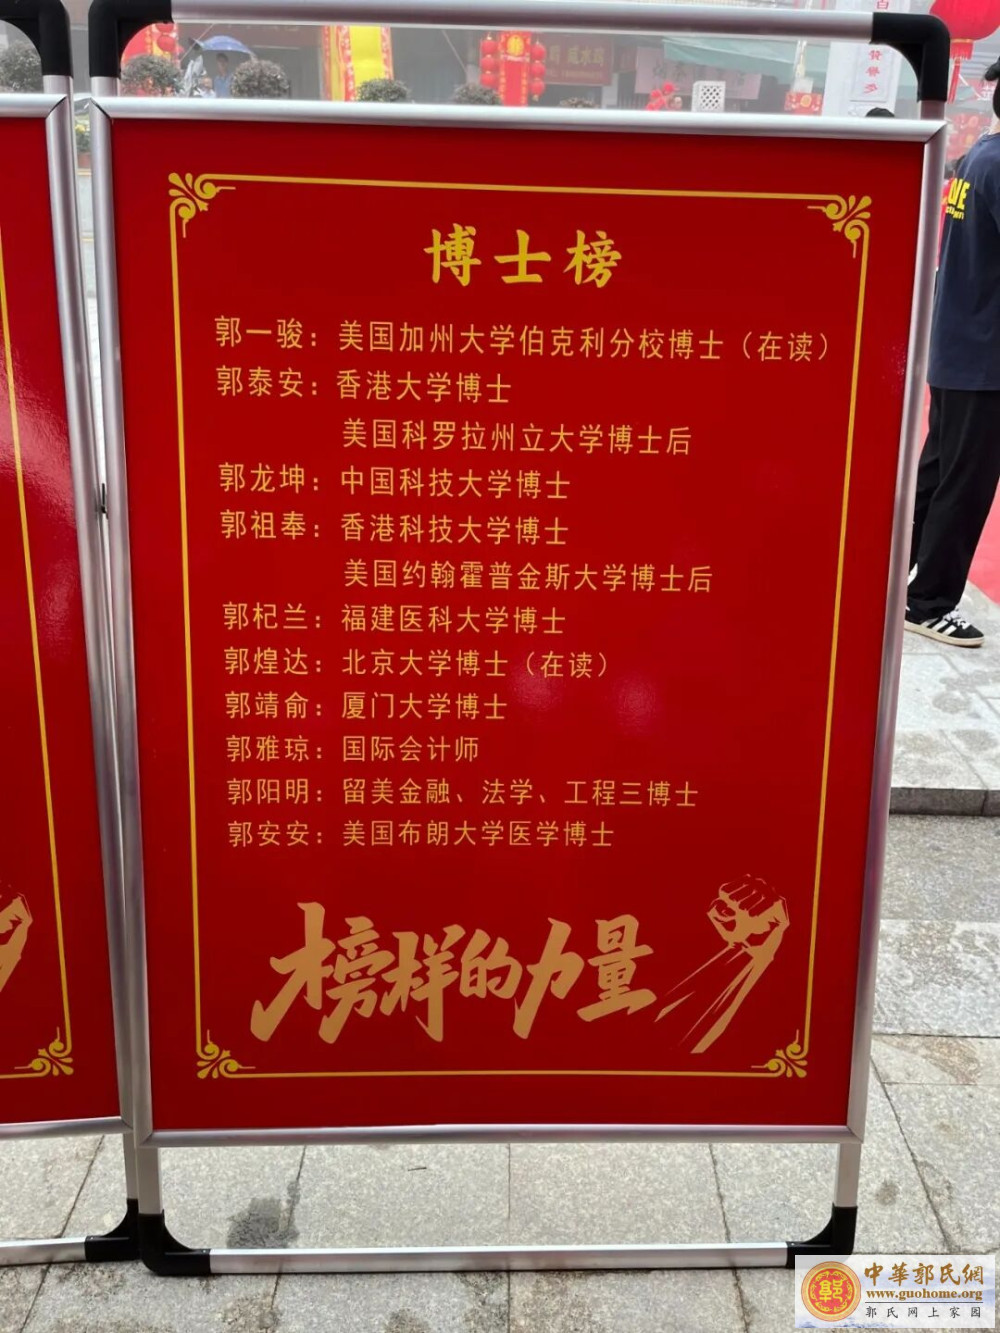 博士榜
郭一骏：美国加州大学伯克利分校博士（在读）
郭泰安：香港大学博士
美国科罗拉州立大学博士后
郭龙坤：中国科技大学博士
郭祖奉：香港科技大学博士
美国约翰霍普金斯大学博士后
郭杞兰：福建医科大学博士
郭煌达：北京大学博士（在读）
郭靖俞：厦门大学博士
郭雅琼：国际会计师
郭阳明：留美金融、法学、工程三博士
郭安安：美国布朗大学医学博士
榜样的力量
中華郭氏網
www.guohome.org
郭氏网上家园